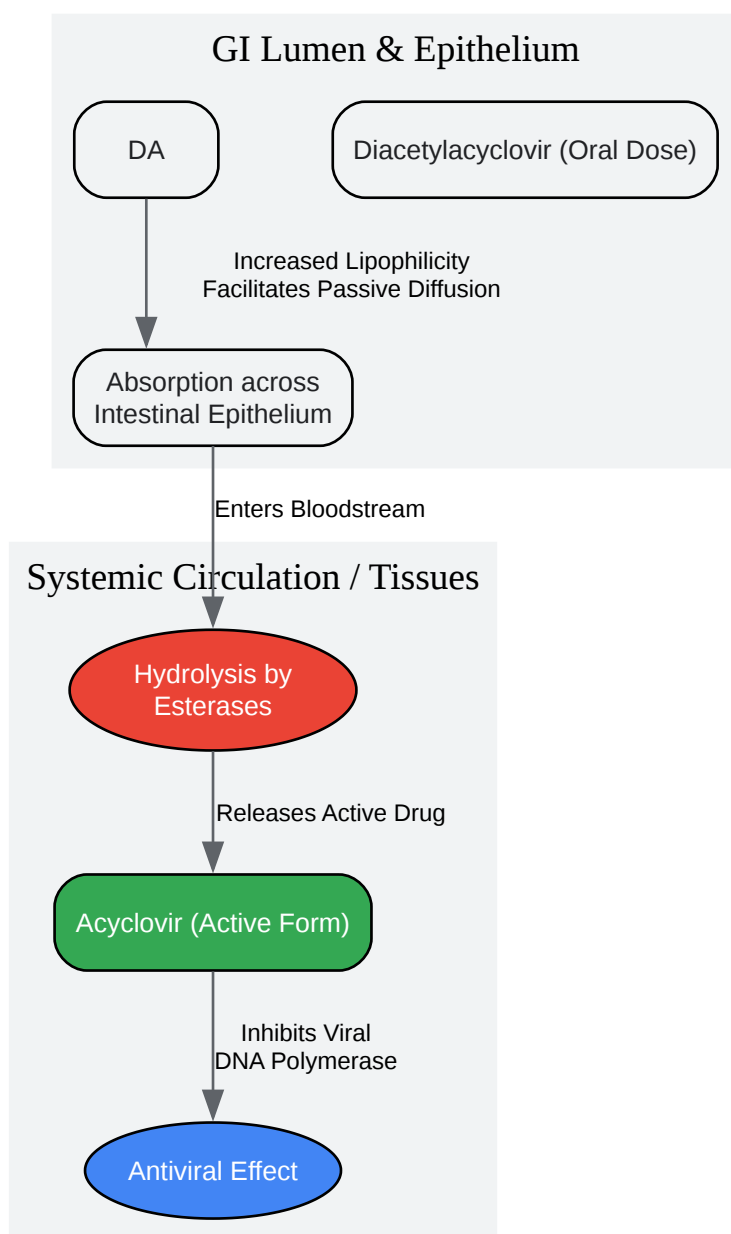 GI Lumen & Epithelium
DA
Diacetylacyclovir (Oral Dose)
Increased Lipophilicity
Facilitates Passive Diffusion
Absorption across
Intestinal Epithelium
Enters Bloodstream
Systemic Circulation / Tissues
Hydrolysis by
Esterases
Releases Active Drug
Acyclovir (Active Form)
Inhibits Viral
DNA Polymerase
Antiviral Effect